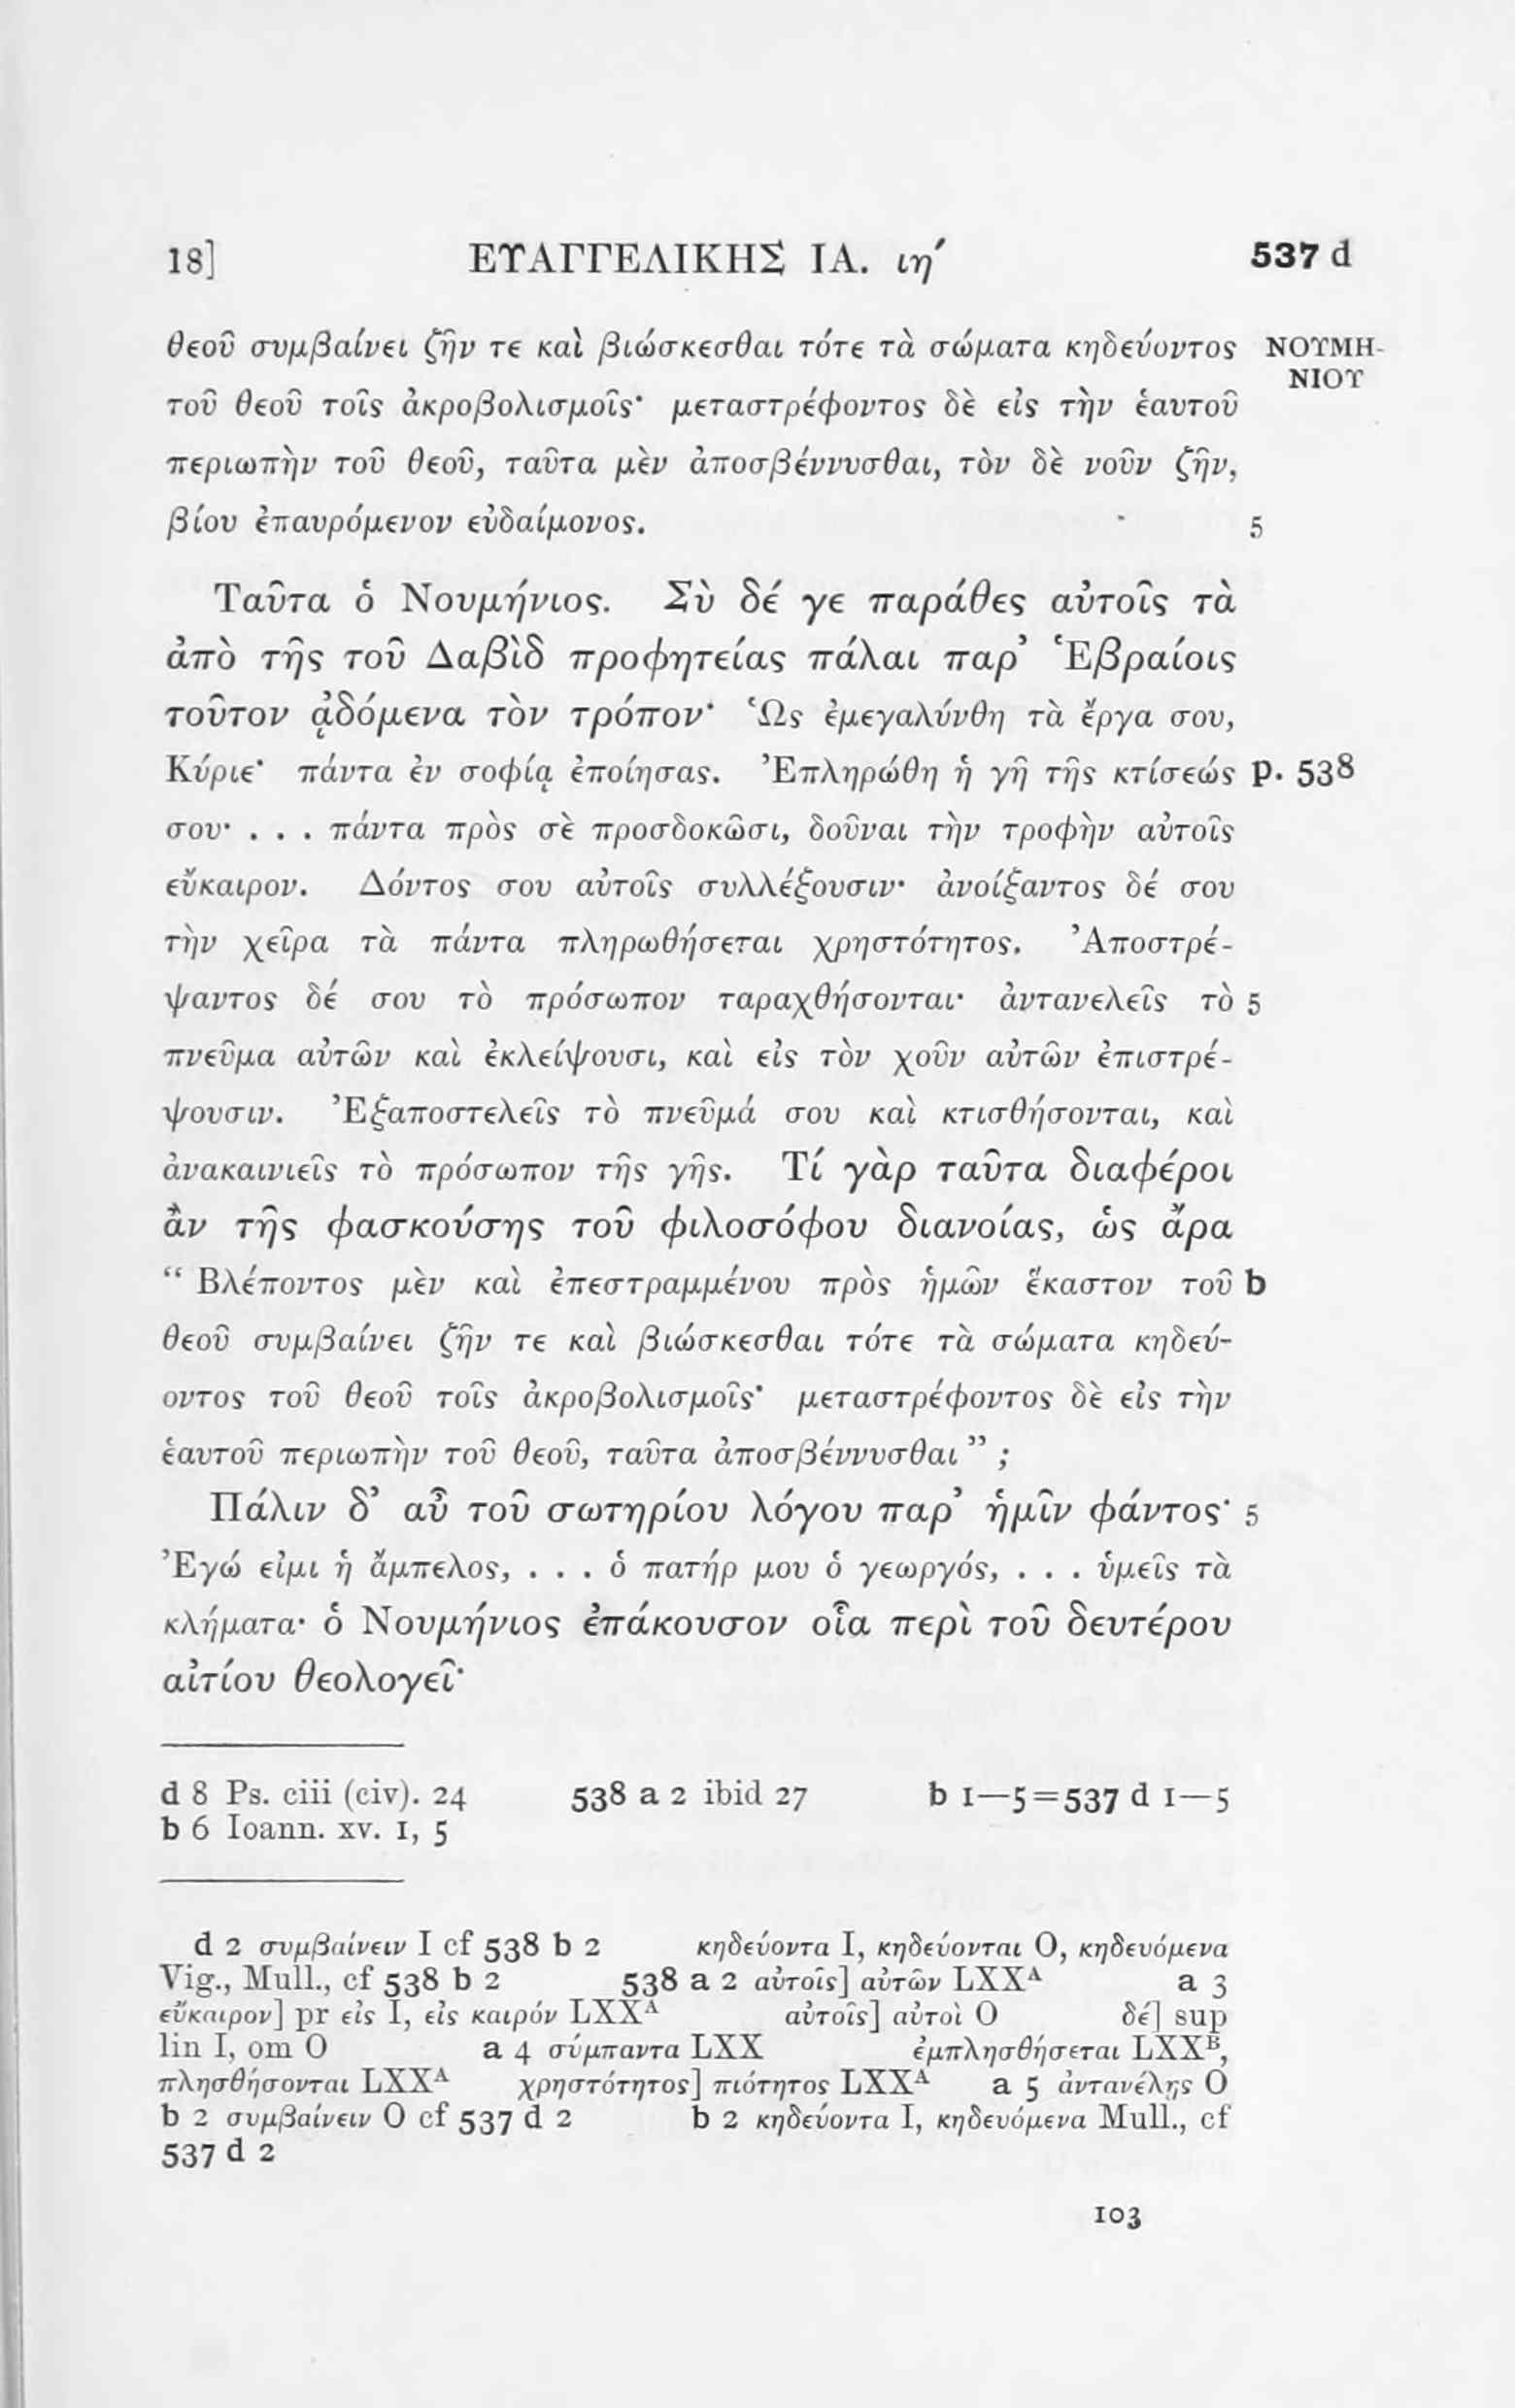 18] ΕΥΑΓΓΕΛΙΚΗΣ ΙΑ. ιη´ 537 d
θεοῦ συμβαίνει ζῆν τε καὶ βιώσκεσθαι τότε τὰ σώματα κηδεύοντος ΝΟΥΜΗ-
ΝΙΟΥ
τοῦ θεοῦ τοῖς ἀκροβολισμοῖς· μεταστρέφοντος δὲ εἰς τὴν ἑαυτοῦ
περιωπὴν τοῦ θεοῦ, ταῦτα μὲν ἀποσβέννυσθαι, τὸν δὲ νοῦν ζῆν,
βίου ἐπαυρόμενον εὐδαίμονος. 5
Ταῦτα ὁ Νουμήνιος. Σὺ δέ γε παράθες αὐτοῖς τὰ
ἀπὸ τῆς τοῦ Δαβὶδ προφητείας πάλαι παρ’ Ἑβραίοις
τοῦτον ᾀδόμενα τὸν τρόπον· Ὡς ἐμεγαλύνθη τὰ ἔργα σου,
Κύριε· πάντα ἐν σοφίᾳ ἐποίησας. Ἐπληρώθη ἡ γῆ τῆς κτίσεώς p. 538
σου· . . . πάντα πρὸς σὲ προσδοκῶσι, δοῦναι τὴν τροφὴν αὐτοῖς
εὔκαιρον. Δόντος σου αὐτοῖς συλλέξουσιν· ἀνοίξαντος δέ σου
τὴν χεῖρα τὰ πάντα πληρωθήσεται χρηστότητος. Ἀποστρέ-
ψαντος δέ σου τὸ πρόσωπον ταραχθήσονται· ἀντανελεῖς τὸ 5
πνεῦμα αὐτῶν καὶ ἐκλείψουσι, καὶ εἰς τὸν χοῦν αὐτῶν ἐπιστρέ-
ψουσιν. Ἐξαποστελεῖς τὸ πνεῦμά σου καὶ κτισθήσονται, καὶ
ἀνακαινιεῖς τὸ πρόσωπον τῆς γῆς. Τί γὰρ ταῦτα διαφέροι
ἂν τῆς φασκούσης τοῦ φιλοσόφου διανοίας, ὡς ἄρα
“ Βλέποντος μὲν καὶ ἐπεστραμμένου πρὸς ἡμῶν ἕκαστον τοῦ b
θεοῦ συμβαίνει ζῆν τε καὶ βιώσκεσθαι τότε τὰ σώματα κηδεύ-
οντος τοῦ θεοῦ τοῖς ἀκροβολισμοῖς· μεταστρέφοντος δὲ εἰς τὴν
ἑαυτοῦ περιωπὴν τοῦ θεοῦ, ταῦτα ἀποσβέννυσθαι ” ;
Πάλιν δ’ αὖ τοῦ σωτηρίου λόγου παρ’ ἡμῖν φάντος· 5
Ἐγώ εἰμι ἡ ἄμπελος, . . . ὁ πατήρ μου ὁ γεωργός, . . . ὑμεῖς τὰ
κλήματα· ὁ Νουμήνιος ἐπάκουσον οἷα περὶ τοῦ δευτέρου
αἰτίου θεολογεῖ·
d 8 Ps. ciii (civ). 24 538 a 2 ibid 27 b 1—5=537 d 1—5
b 6 Ioann. xv. 1, 5
d 2 συμβαίνειν I cf 538 b 2 κηδεύοντα I, κηδεύονται O, κηδευόμενα
Vig., Mull., cf 538 b 2 538 a 2 αὐτοῖς] αὐτῶν LXXᴬ a 3
εὔκαιρον] pr εἰς I, εἰς καιρόν LXXᴬ αὐτοῖς] αὐτοὶ O δέ] sup
lin I, om O a 4 σύμπαντα LXX ἐμπλησθήσεται LXXᴮ,
πλησθήσονται LXXᴬ χρηστότητος] πιότητος LXXᴬ a 5 ἀντανέλῃς O
b 2 συμβαίνειν O cf 537 d 2 b 2 κηδεύοντα I, κηδευόμενα Mull., cf
537 d 2
103